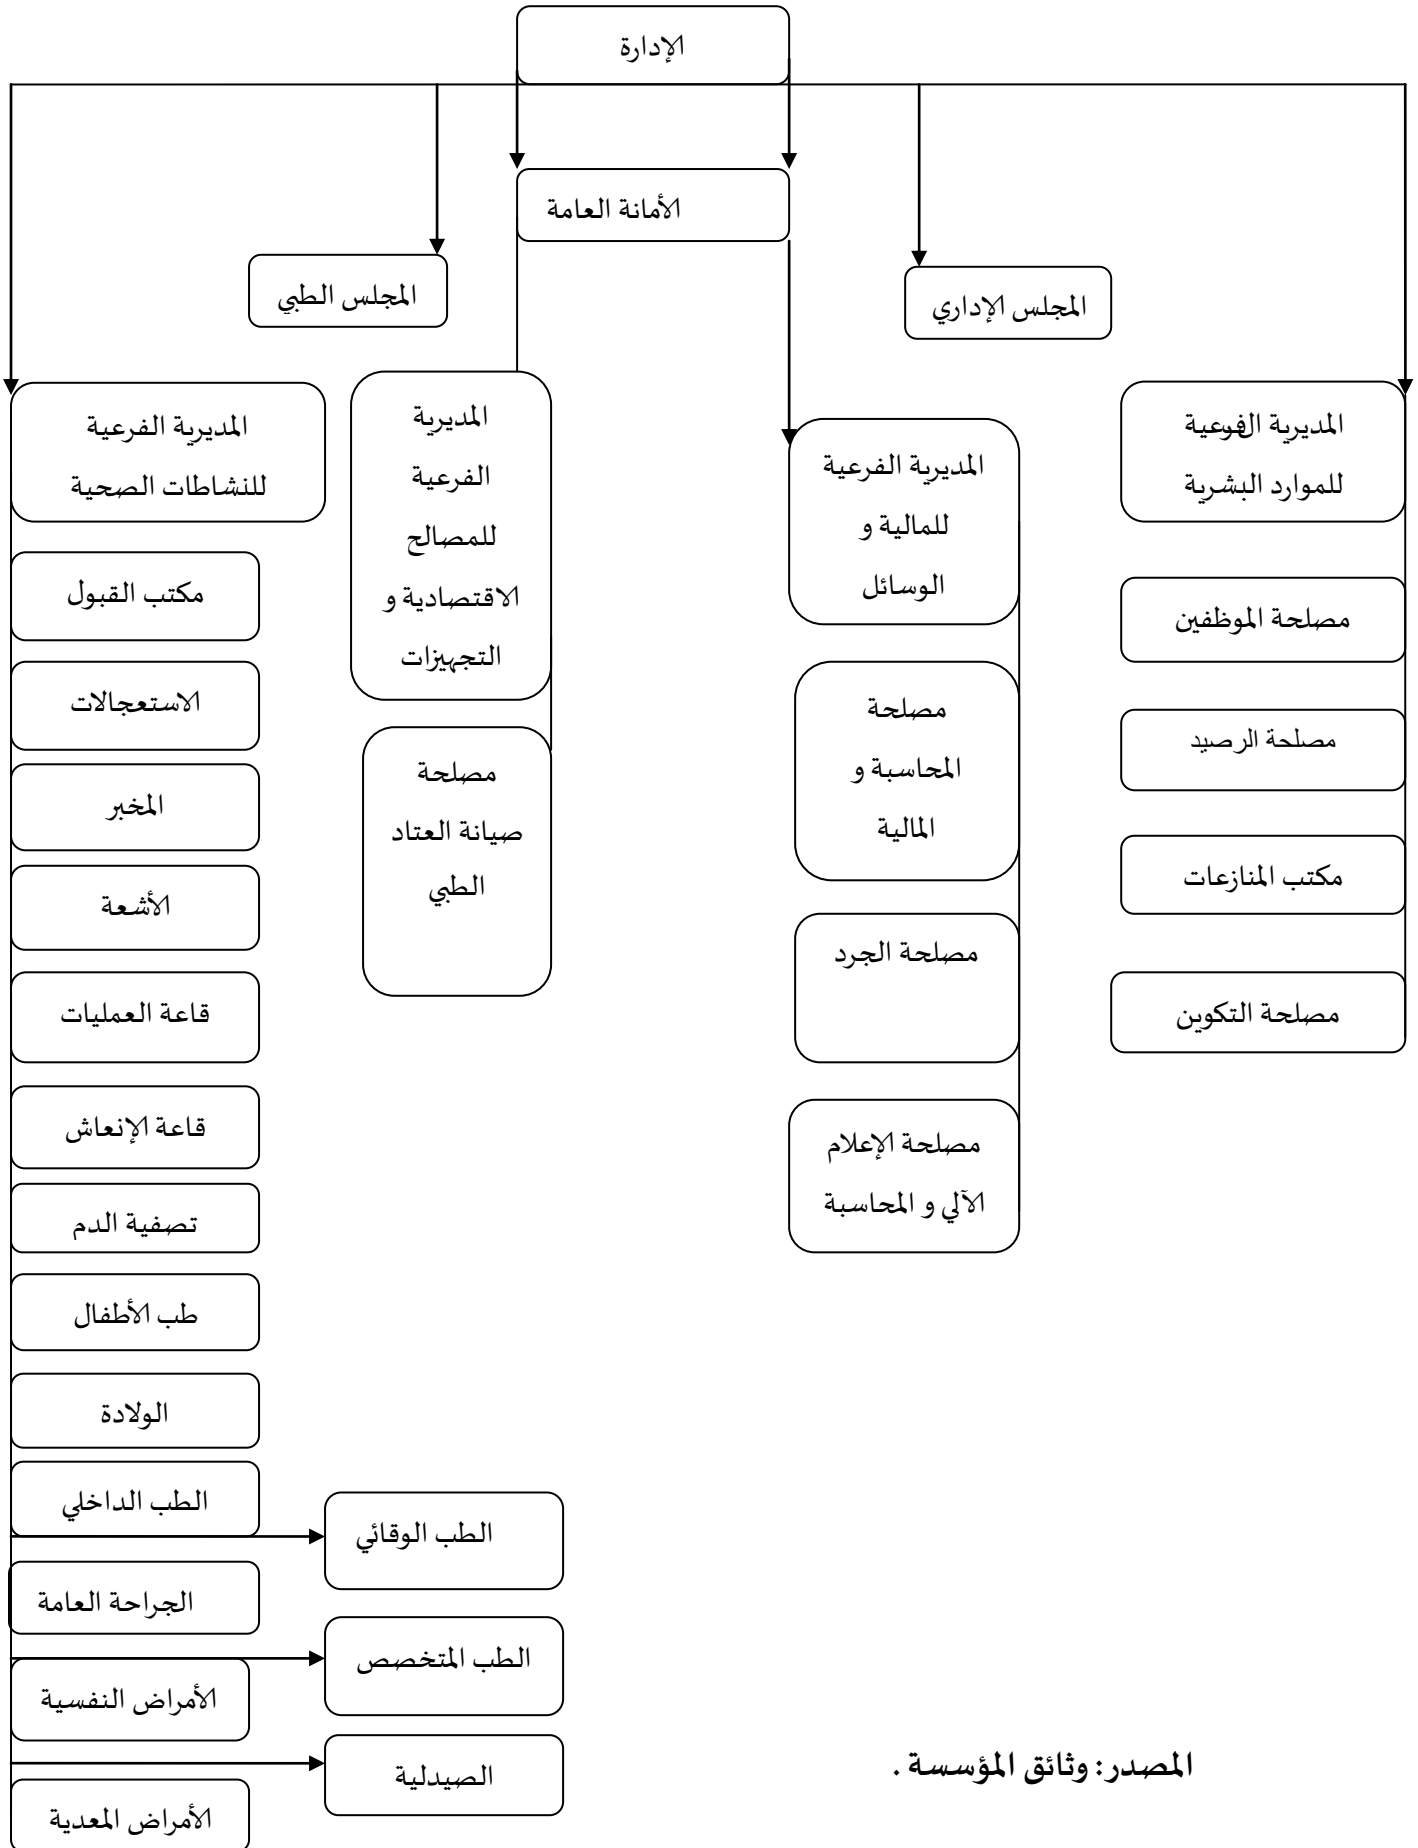 الإدارة
الأمانة العامة
المجلس الإداري
المجلس الطبي
المديرية الفرعية
للموارد البشرية
مصلحة الموظفين
مصلحة الرصيد
مكتب المنازعات
مصلحة التكوين
المديرية الفرعية
للمالية و
الوسائل
مصلحة
المحاسبة و
المالية
مصلحة الجرد
مصلحة الإعلام
الآلي و المحاسبة
المديرية
الفرعية
للمصالح
الاقتصادية و
التجهيزات
مصلحة
صيانة العتاد
الطبي
المديرية الفرعية
للنشاطات الصحية
مكتب القبول
الاستعجالات
المخبر
الأشعة
قاعة العمليات
قاعة الإنعاش
تصفية الدم
طب الأطفال
الولادة
الطب الداخلي
الجراحة العامة
الأمراض النفسية
الأمراض المعدية
الطب الوقائي
الطب المتخصص
الصيدلية
المصدر: وثائق المؤسسة .